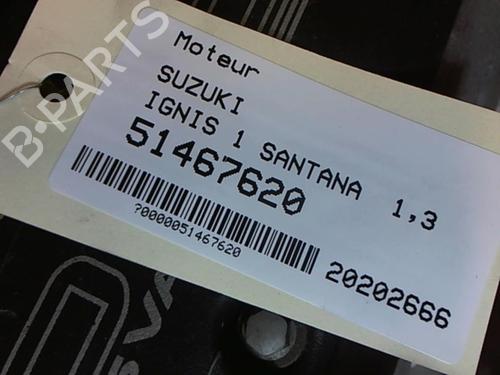 Moteur
SUZUKI
IGNIS 1 SANTANA 1,3
51467620
?0000051467620
20202666
B-PARTS